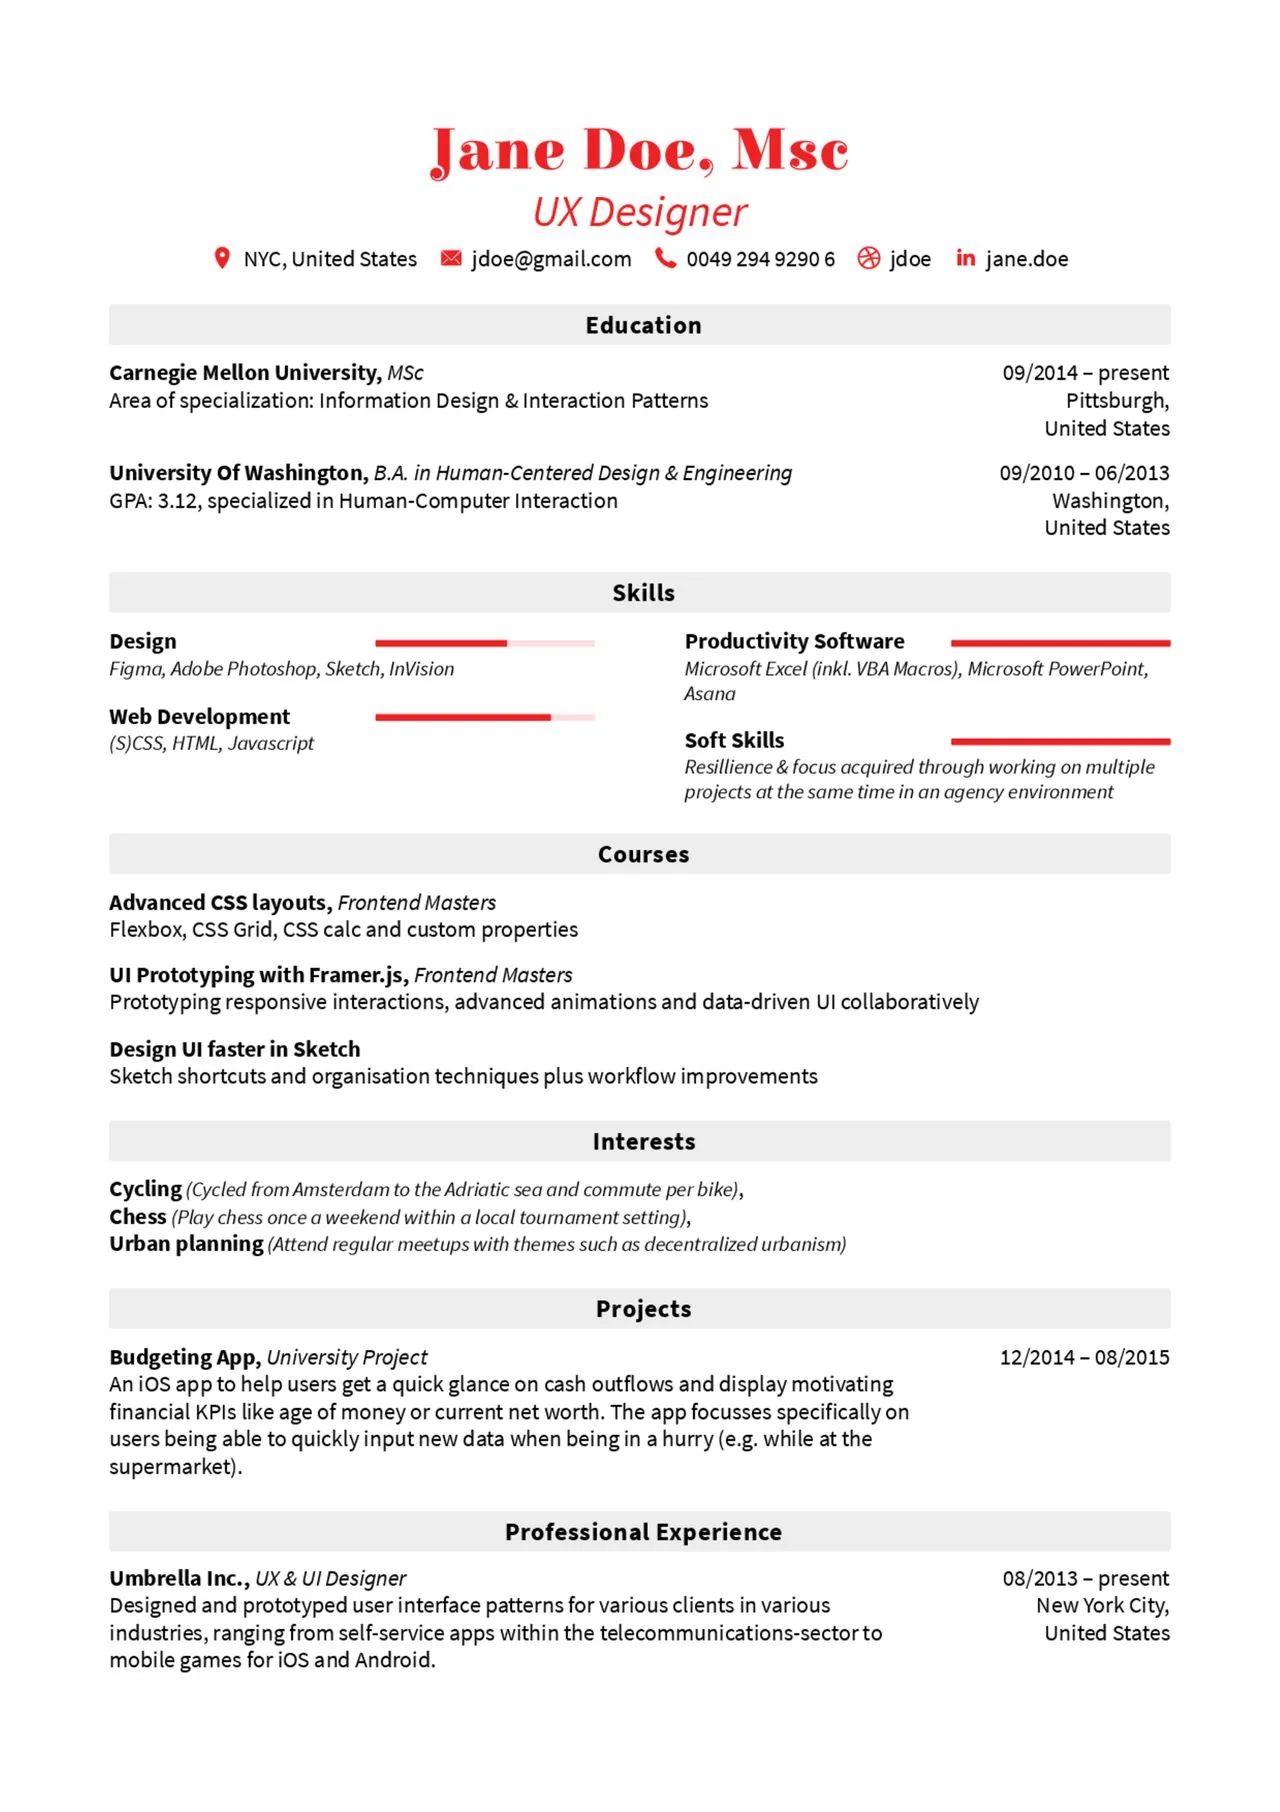 Jane Doe, Msc
UX Designer
NYC, United States jdoe@gmail.com 0049 294 9290 6 jdoe in jane.doe
Education
Carnegie Mellon University, MSc 09/2014 – present
Area of specialization: Information Design & Interaction Patterns Pittsburgh,
United States
University Of Washington, B.A. in Human-Centered Design & Engineering 09/2010 – 06/2013
GPA: 3.12, specialized in Human-Computer Interaction Washington,
United States
Skills
Design
Figma, Adobe Photoshop, Sketch, InVision
Web Development
(S)CSS, HTML, Javascript
Productivity Software
Microsoft Excel (inkl. VBA Macros), Microsoft PowerPoint,
Asana
Soft Skills
Resillience & focus acquired through working on multiple
projects at the same time in an agency environment
Courses
Advanced CSS layouts, Frontend Masters
Flexbox, CSS Grid, CSS calc and custom properties
UI Prototyping with Framer.js, Frontend Masters
Prototyping responsive interactions, advanced animations and data-driven UI collaboratively
Design UI faster in Sketch
Sketch shortcuts and organisation techniques plus workflow improvements
Interests
Cycling (Cycled from Amsterdam to the Adriatic sea and commute per bike),
Chess (Play chess once a weekend within a local tournament setting),
Urban planning (Attend regular meetups with themes such as decentralized urbanism)
Projects
Budgeting App, University Project 12/2014 – 08/2015
An iOS app to help users get a quick glance on cash outflows and display motivating
financial KPIs like age of money or current net worth. The app focusses specifically on
users being able to quickly input new data when being in a hurry (e.g. while at the
supermarket).
Professional Experience
Umbrella Inc., UX & UI Designer 08/2013 – present
Designed and prototyped user interface patterns for various clients in various New York City,
industries, ranging from self-service apps within the telecommunications-sector to United States
mobile games for iOS and Android.